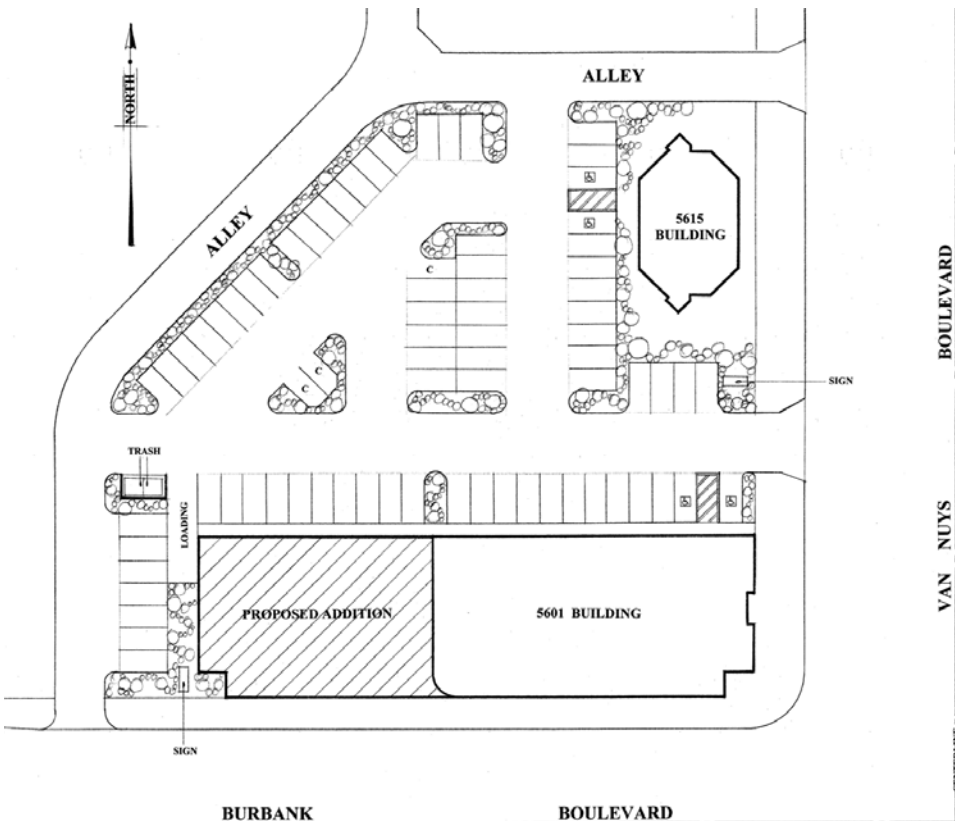 NORTH
ALLEY
ALLEY
5615
BUILDING
C
C
C
SIGN
BOULEVARD
TRASH
LOADING
PROPOSED ADDITION
5601 BUILDING
VAN NUYS
SIGN
BURBANK BOULEVARD